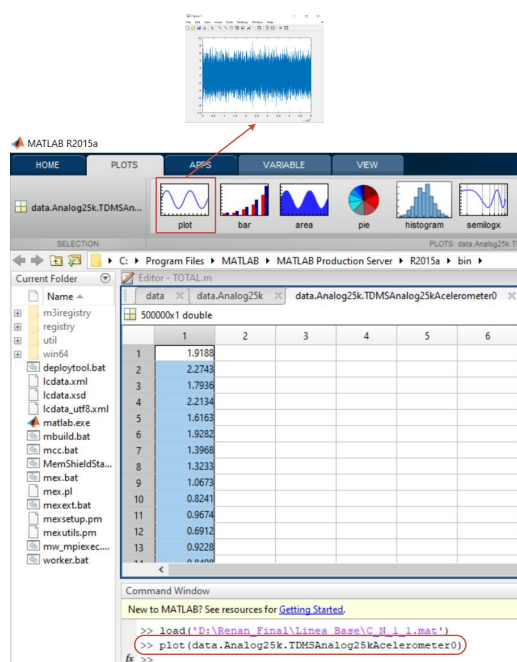 MATLAB R2015a
HOME PLOTS APPS VARIABLE VIEW
data.Analog25k.TDMSAn...
plot bar area pie histogram semilogx
SELECTION PLOTS: data.Analog25k.T
C: Program Files MATLAB MATLAB Production Server R2015a bin
Current Folder
Name
m3iregistry
registry
util
win64
deploytool.bat
lcdata.xml
lcdata.xsd
lcdata_utf8.xml
matlab.exe
mbuild.bat
mcc.bat
MemShieldSta...
mex.bat
mex.pl
mexext.bat
mexsetup.pm
mexutils.pm
mw_mpiexec....
worker.bat
Editor - TOTAL.m
data data.Analog25k data.Analog25k.TDMSAnalog25kAcelerometer0
500000x1 double
1 2 3 4 5 6
1 1.9188
2 2.2743
3 1.7936
4 2.2134
5 1.6163
6 1.9282
7 1.3968
8 1.3233
9 1.0673
10 0.8241
11 0.9674
12 0.6912
13 0.9228
Command Window
New to MATLAB? See resources for Getting Started.
>> load('D:\Renan_Final\Linea_Base\C_N_1_1.mat')
>> plot(data.Analog25k.TDMSAnalog25kAcelerometer0)
fx >>